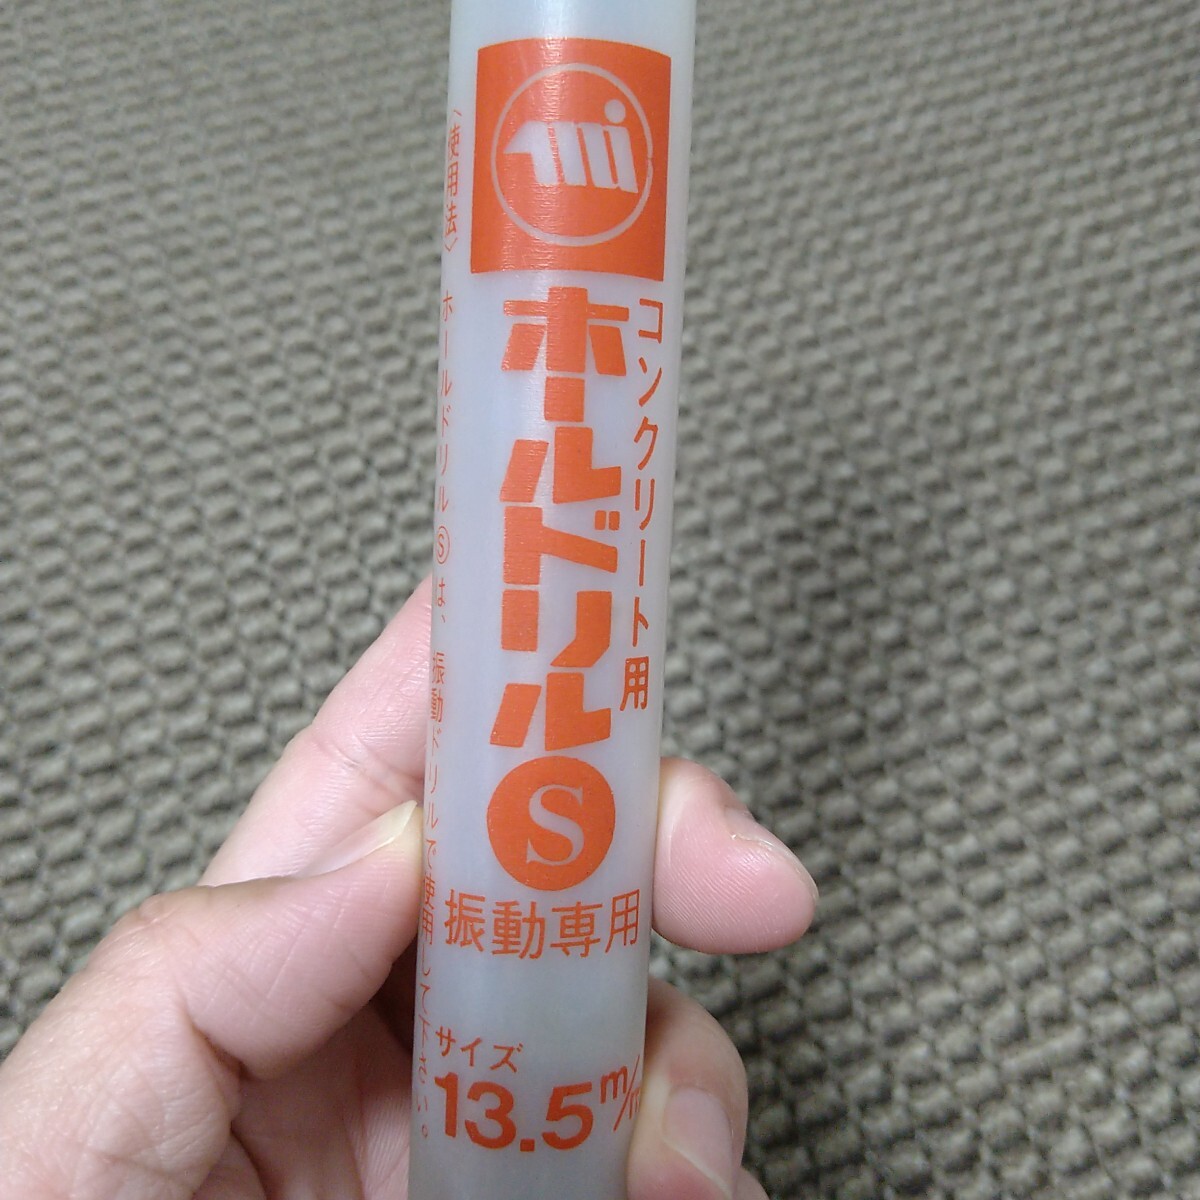 コンクリート用
ホールドリル
S
振動専用
サイズ
13.5m/m
〈使用法〉 ホールドリルⓈは、振動ドリルで使用して下さい。